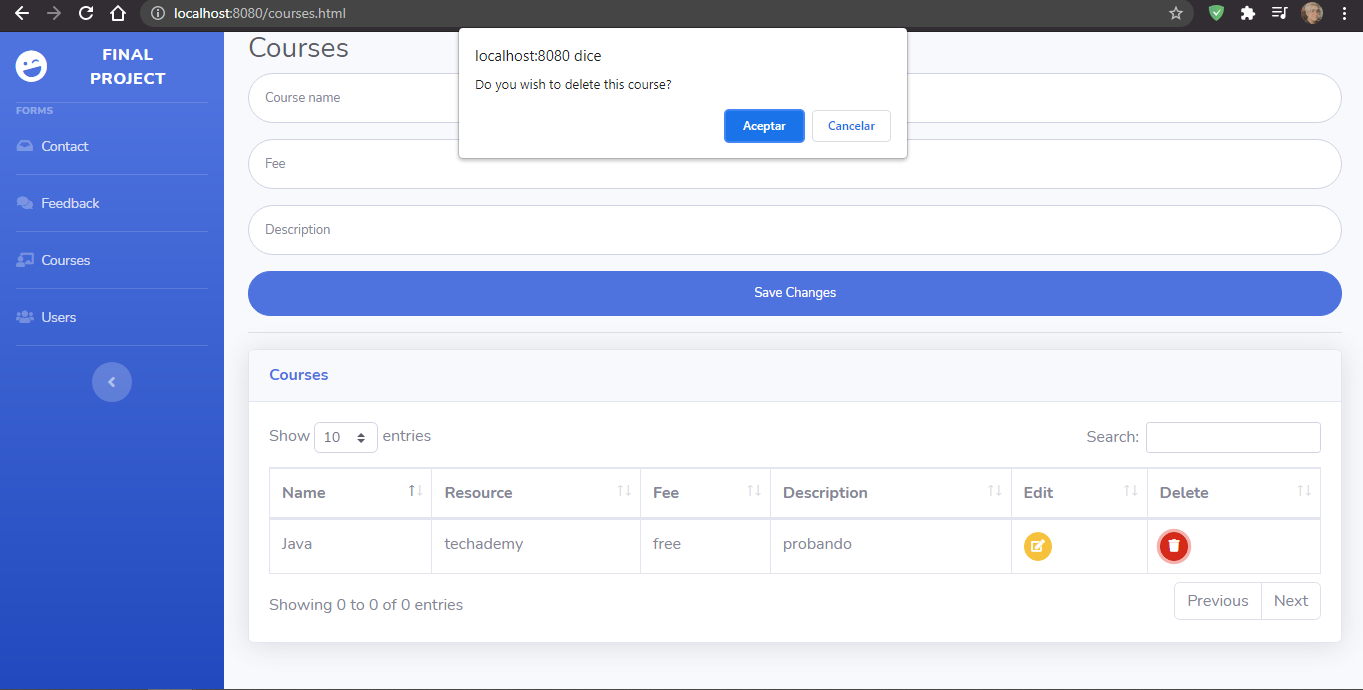 localhost:8080/courses.html
FINAL
PROJECT
FORMS
Contact
Feedback
Courses
Users
Courses
localhost:8080 dice
Do you wish to delete this course?
Aceptar Cancelar
Course name
Fee
Description
Save Changes
Courses
Show 10 entries Search:
Name Resource Fee Description Edit Delete
Java techademy free probando
Showing 0 to 0 of 0 entries Previous Next